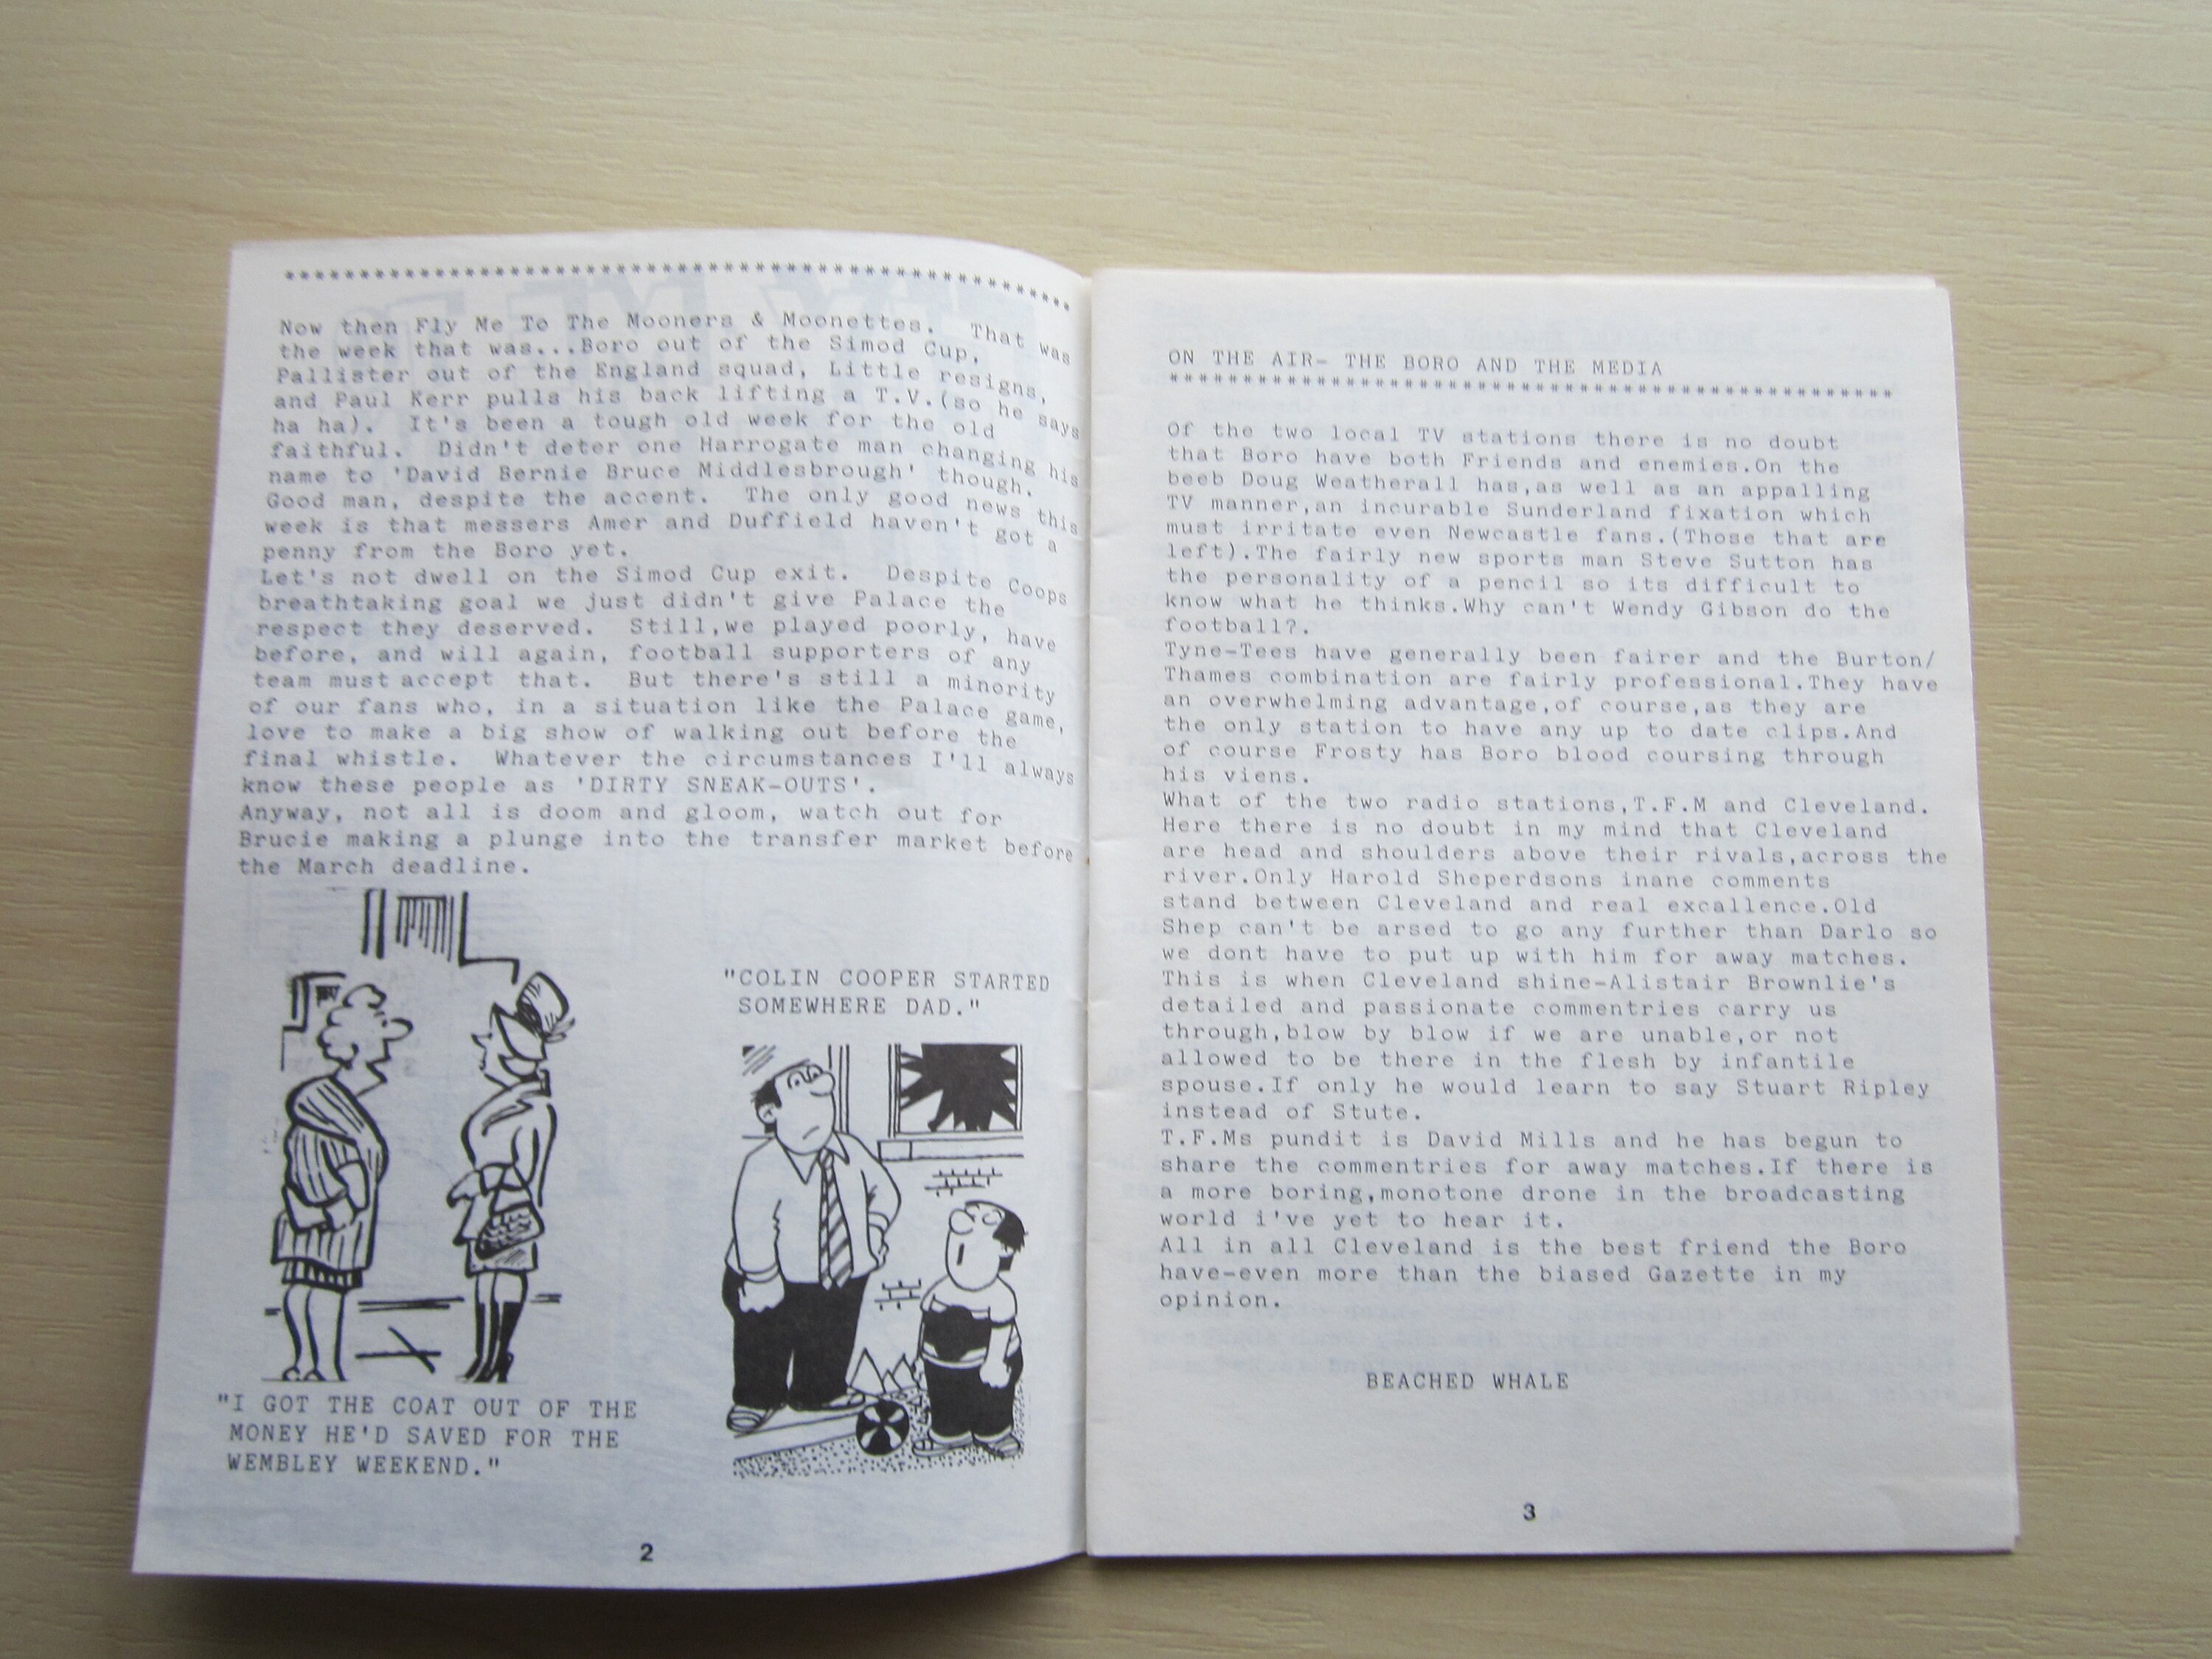 ***********************************************
Now then Fly Me To The Mooners & Moonettes. That was
the week that was...Boro out of the Simod Cup,
Pallister out of the England squad, Little resigns,
and Paul Kerr pulls his back lifting a T.V.(so he says
ha ha). It's been a tough old week for the old
faithful. Didn't deter one Harrogate man changing his
name to 'David Bernie Bruce Middlesbrough' though.
Good man, despite the accent. The only good news this
week is that messers Amer and Duffield haven't got a
penny from the Boro yet.
Let's not dwell on the Simod Cup exit. Despite Coops
breathtaking goal we just didn't give Palace the
respect they deserved. Still,we played poorly, have
before, and will again, football supporters of any
team must accept that. But there's still a minority
of our fans who, in a situation like the Palace game,
love to make a big show of walking out before the
final whistle. Whatever the circumstances I'll always
know these people as 'DIRTY SNEAK-OUTS'.
Anyway, not all is doom and gloom, watch out for
Brucie making a plunge into the transfer market before
the March deadline.
"COLIN COOPER STARTED
SOMEWHERE DAD."
"I GOT THE COAT OUT OF THE
MONEY HE'D SAVED FOR THE
WEMBLEY WEEKEND."
2
ON THE AIR- THE BORO AND THE MEDIA
*************************************************
Of the two local TV stations there is no doubt
that Boro have both Friends and enemies.On the
beeb Doug Weatherall has,as well as an appalling
TV manner,an incurable Sunderland fixation which
must irritate even Newcastle fans.(Those that are
left).The fairly new sports man Steve Sutton has
the personality of a pencil so its difficult to
know what he thinks.Why can't Wendy Gibson do the
football?.
Tyne-Tees have generally been fairer and the Burton/
Thames combination are fairly professional.They have
an overwhelming advantage,of course,as they are
the only station to have any up to date clips.And
of course Frosty has Boro blood coursing through
his viens.
What of the two radio stations,T.F.M and Cleveland.
Here there is no doubt in my mind that Cleveland
are head and shoulders above their rivals,across the
river.Only Harold Sheperdsons inane comments
stand between Cleveland and real excallence.Old
Shep can't be arsed to go any further than Darlo so
we dont have to put up with him for away matches.
This is when Cleveland shine-Alistair Brownlie's
detailed and passionate commentries carry us
through,blow by blow if we are unable,or not
allowed to be there in the flesh by infantile
spouse.If only he would learn to say Stuart Ripley
instead of Stute.
T.F.Ms pundit is David Mills and he has begun to
share the commentries for away matches.If there is
a more boring,monotone drone in the broadcasting
world i've yet to hear it.
All in all Cleveland is the best friend the Boro
have-even more than the biased Gazette in my
opinion.
BEACHED WHALE
3